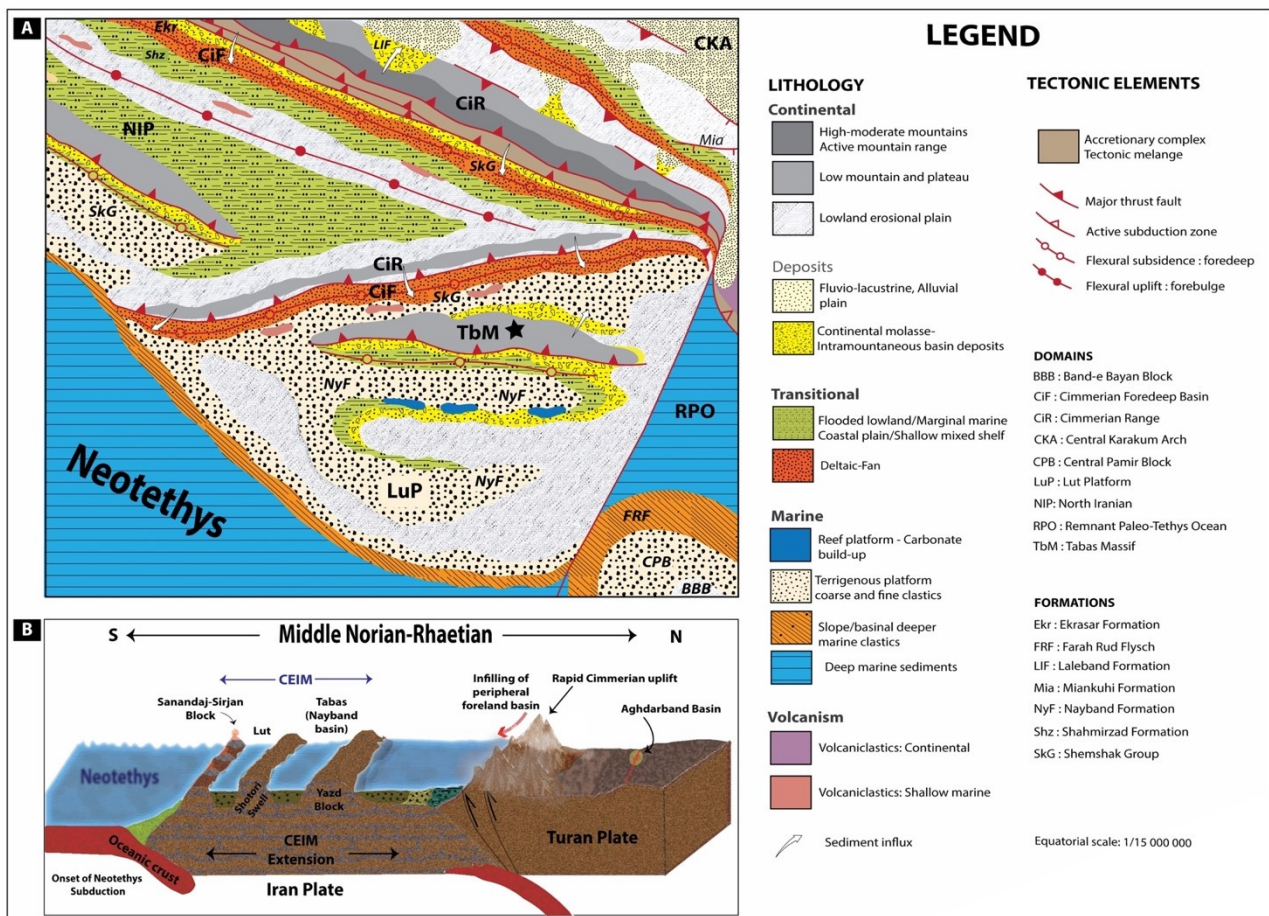 A
Ekr
CiF
LIF
CKA
Shz
CiR
NIP
Mia
SkG
SkG
CiR
CiF
SkG
TbM
NyF
NyF
RPO
Neotethys
LuP
NyF
FRF
CPB
BBB
B
S
Middle Norian-Rhaetian
N
CEIM
Infilling of
peripheral
foreland basin
Rapid Cimmerian uplift
Sanandaj-Sirjan
Block
Lut
Tabas
(Nayband
basin)
Aghdarband Basin
Neotethys
Shotori
Swell
Yazd
Block
CEIM
Extension
Turan Plate
Oceanic crust
Onset of Neotethys
Subduction
Iran Plate
LEGEND
LITHOLOGY
Continental
High-moderate mountains
Active mountain range
Low mountain and plateau
Lowland erosional plain
Deposits
Fluvio-lacustrine, Alluvial
plain
Continental molasse-
Intramountaneous basin deposits
Transitional
Flooded lowland/Marginal marine
Coastal plain/Shallow mixed shelf
Deltaic-Fan
Marine
Reef platform - Carbonate
build-up
Terrigenous platform
coarse and fine clastics
Slope/basinal deeper
marine clastics
Deep marine sediments
Volcanism
Volcaniclastics: Continental
Volcaniclastics: Shallow marine
Sediment influx
TECTONIC ELEMENTS
Accretionary complex
Tectonic melange
Major thrust fault
Active subduction zone
Flexural subsidence : foredeep
Flexural uplift : forebulge
DOMAINS
BBB : Band-e Bayan Block
CiF : Cimmerian Foredeep Basin
CiR : Cimmerian Range
CKA : Central Karakum Arch
CPB : Central Pamir Block
LuP : Lut Platform
NIP: North Iranian
RPO : Remnant Paleo-Tethys Ocean
TbM : Tabas Massif
FORMATIONS
Ekr : Ekrasar Formation
FRF : Farah Rud Flysch
LIF : Laleband Formation
Mia : Miankuhi Formation
NyF : Nayband Formation
Shz : Shahmirzad Formation
SkG : Shemshak Group
Equatorial scale: 1/15 000 000